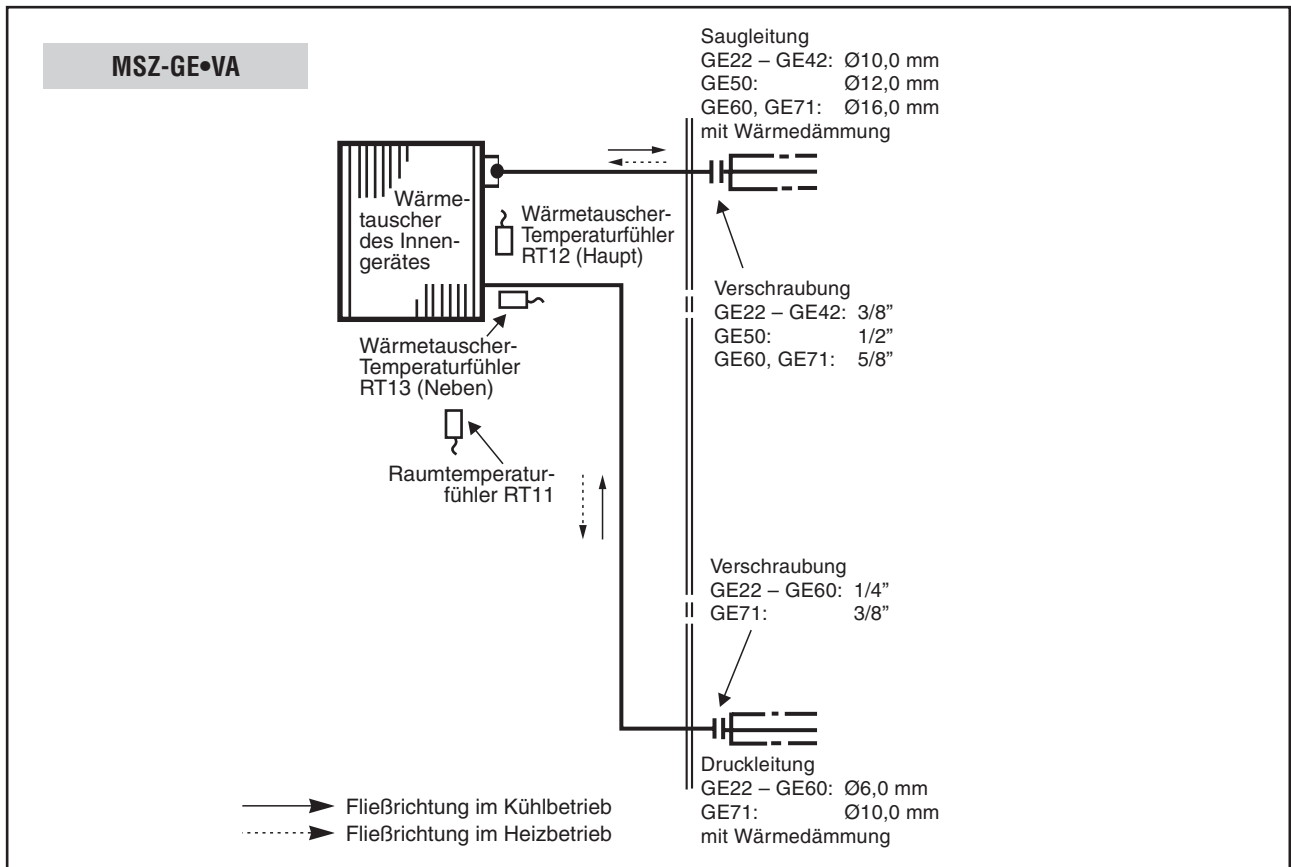 MSZ-GE•VA
Saugleitung
GE22 – GE42: Ø10,0 mm
GE50: Ø12,0 mm
GE60, GE71: Ø16,0 mm
mit Wärmedämmung
Wärme-
tauscher
des Innen-
gerätes
Wärmetauscher-
Temperaturfühler
RT12 (Haupt)
Verschraubung
GE22 – GE42: 3/8”
GE50: 1/2”
GE60, GE71: 5/8”
Wärmetauscher-
Temperaturfühler
RT13 (Neben)
Raumtemperatur-
fühler RT11
Verschraubung
GE22 – GE60: 1/4”
GE71: 3/8”
Druckleitung
GE22 – GE60: Ø6,0 mm
GE71: Ø10,0 mm
mit Wärmedämmung
Fließrichtung im Kühlbetrieb
Fließrichtung im Heizbetrieb